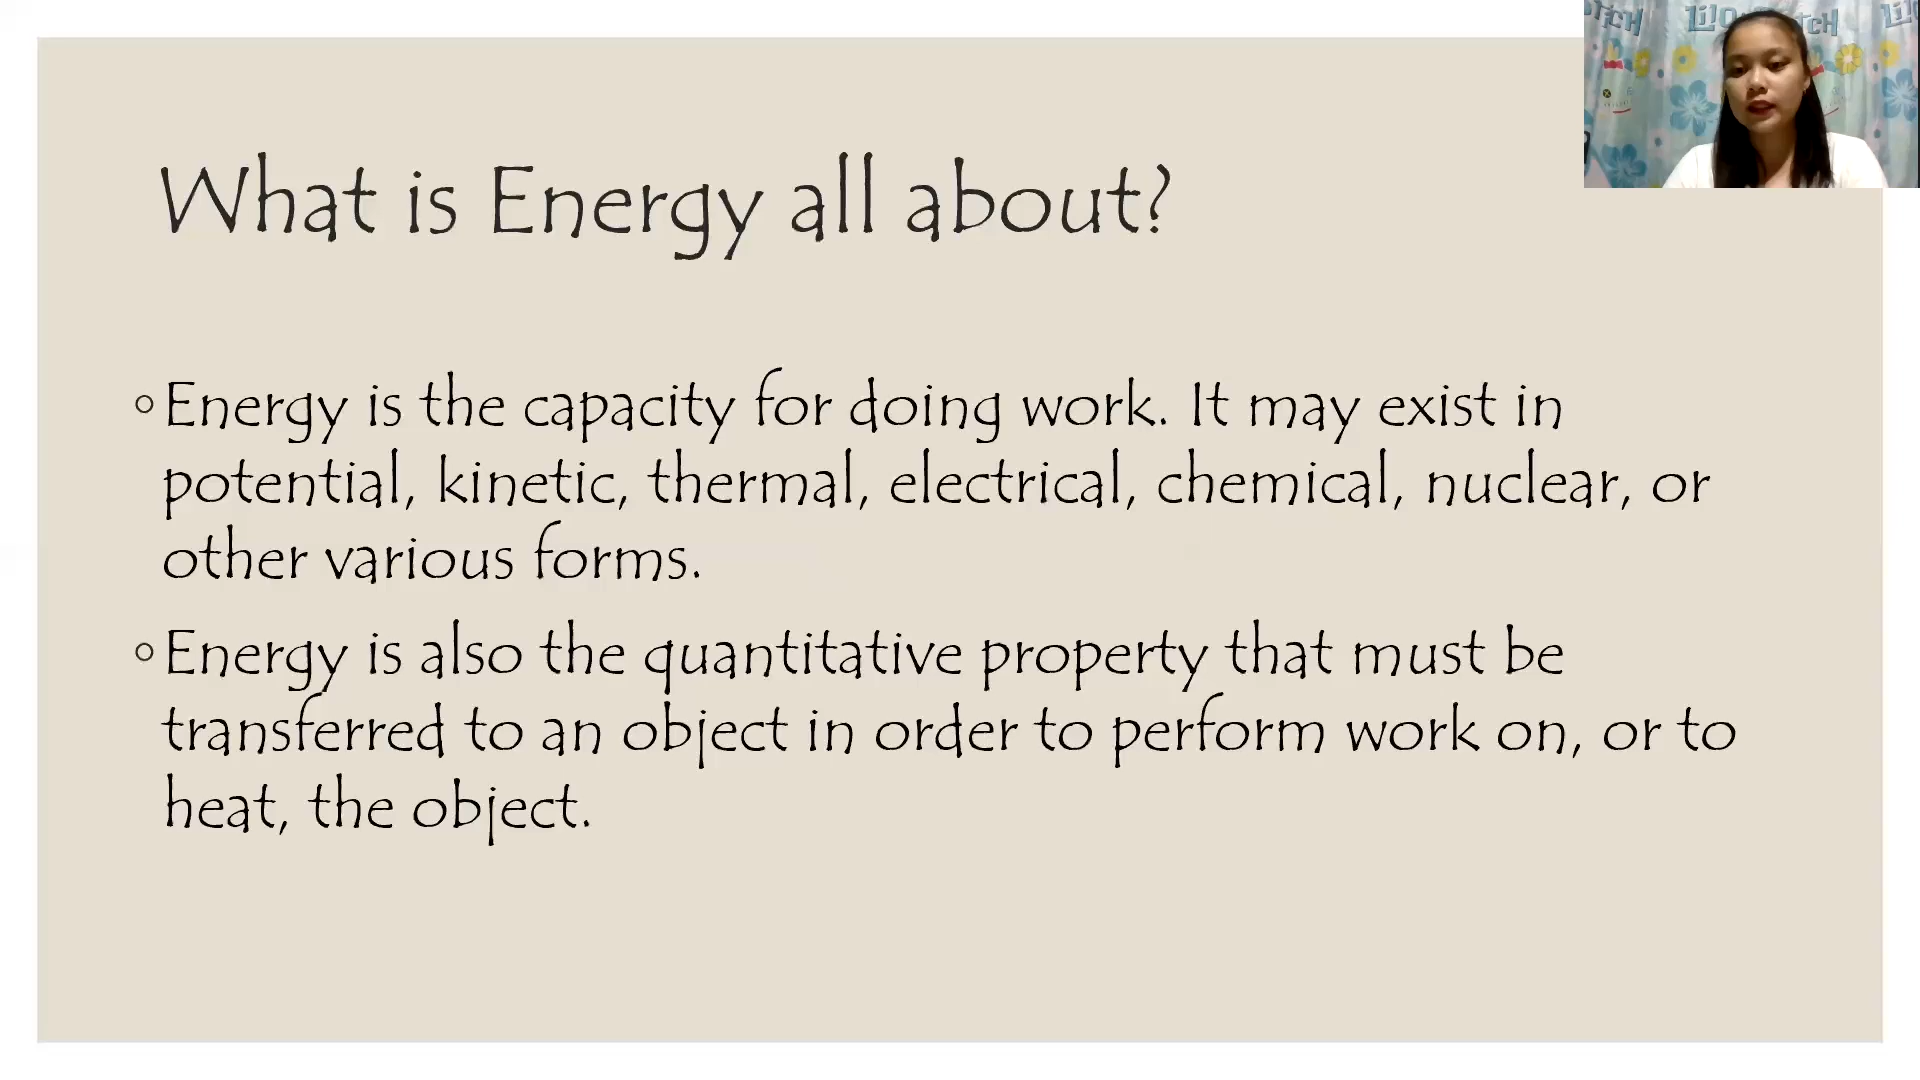 What is Energy all about?
◦Energy is the capacity for doing work. It may exist in
potential, kinetic, thermal, electrical, chemical, nuclear, or
other various forms.
◦Energy is also the quantitative property that must be
transferred to an object in order to perform work on, or to
heat, the object.